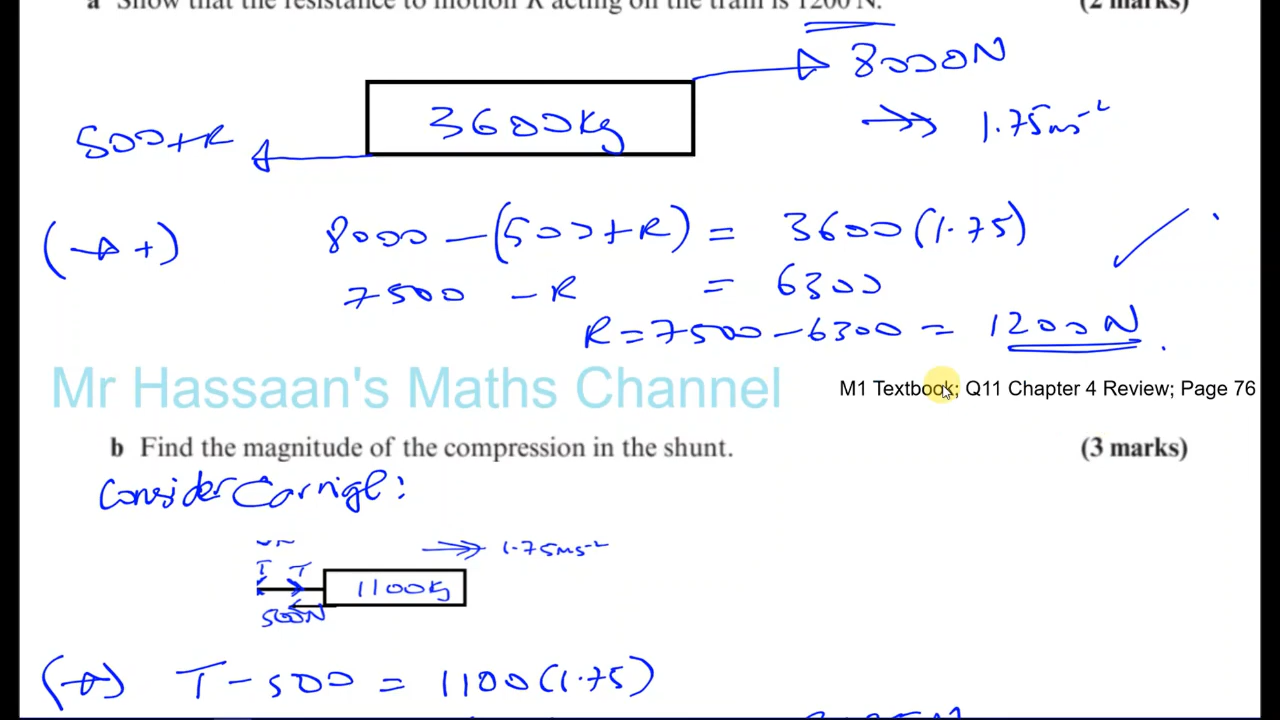 a Show that the resistance to motion R acting on the train is 1200 N. (2 marks)
8000N
3600kg
1.75ms⁻²
500+R
(→+) 8000 - (500+R) = 3600(1.75)
7500 - R = 6300
R = 7500 - 6300 = 1200N
Mr Hassaan's Maths Channel
M1 Textbook; Q11 Chapter 4 Review; Page 76
b Find the magnitude of the compression in the shunt. (3 marks)
Consider Carriage:
1.75ms⁻²
T T
1100kg
500N
(→) T - 500 = 1100(1.75)